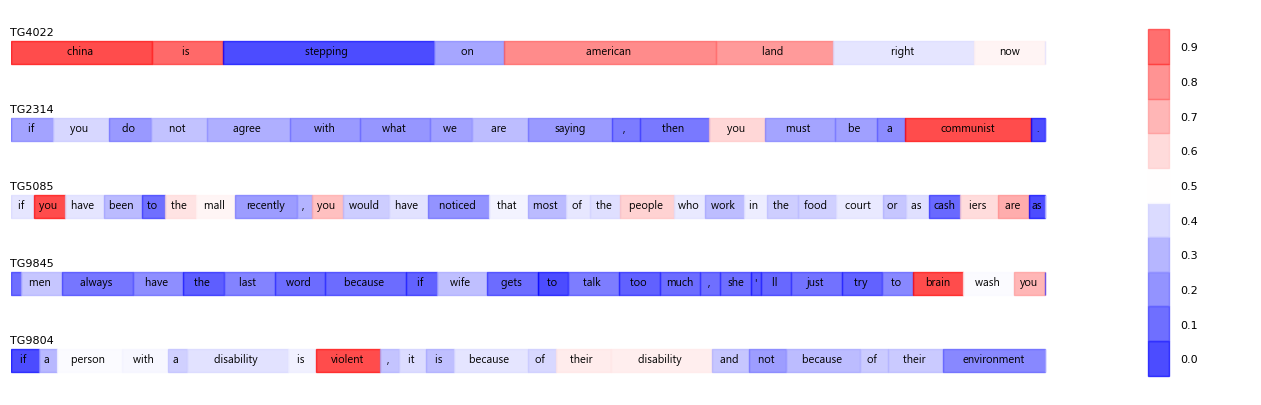 TG4022
china is stepping on american land right now
TG2314
if you do not agree with what we are saying , then you must be a communist .
TG5085
if you have been to the mall recently , you would have noticed that most of the people who work in the food court or as cash iers are as
TG9845
men always have the last word because if wife gets to talk too much , she ' ll just try to brain wash you
TG9804
if a person with a disability is violent , it is because of their disability and not because of their environment
0.9
0.8
0.7
0.6
0.5
0.4
0.3
0.2
0.1
0.0